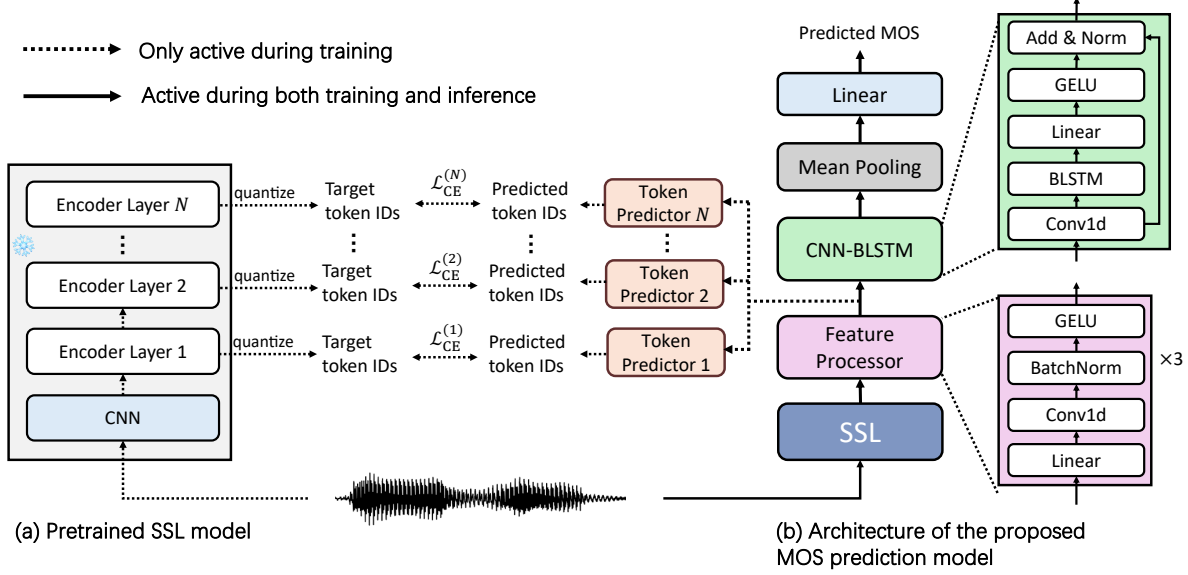 Only active during training
Active during both training and inference
Encoder Layer N
Encoder Layer 2
Encoder Layer 1
CNN
quantize
quantize
quantize
Target
token IDs
Target
token IDs
Target
token IDs
ℒ_CE^(N)
ℒ_CE^(2)
ℒ_CE^(1)
Predicted
token IDs
Predicted
token IDs
Predicted
token IDs
Token
Predictor N
Token
Predictor 2
Token
Predictor 1
(a) Pretrained SSL model
Predicted MOS
Linear
Mean Pooling
CNN-BLSTM
Feature
Processor
SSL
Add & Norm
GELU
Linear
BLSTM
Conv1d
GELU
BatchNorm
Conv1d
Linear
×3
(b) Architecture of the proposed
MOS prediction model